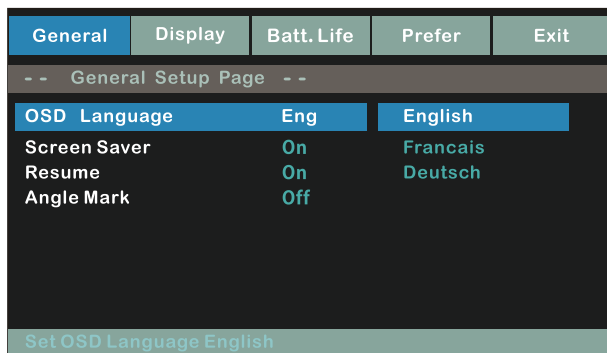 General Display Batt. Life Prefer Exit
-- General Setup Page --
OSD Language Eng English
Screen Saver On Francais
Resume On Deutsch
Angle Mark Off
Set OSD Language English